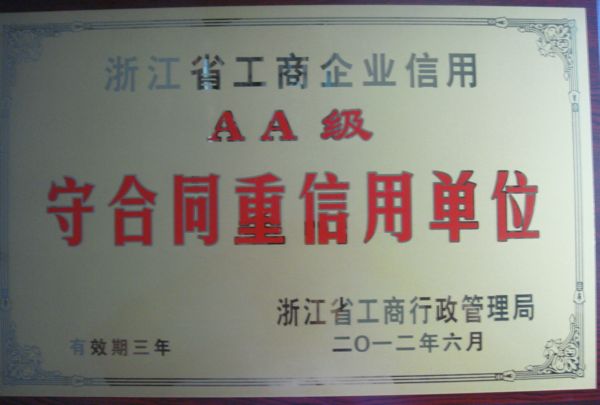 浙江省工商企业信用
AA级
守合同重信用单位
浙江省工商行政管理局
有效期三年
二〇一二年六月